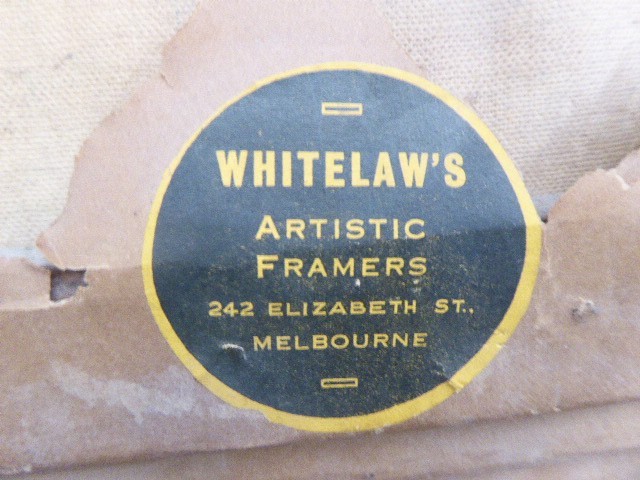 WHITELAW'S
ARTISTIC
FRAMERS
242 ELIZABETH ST.,
MELBOURNE